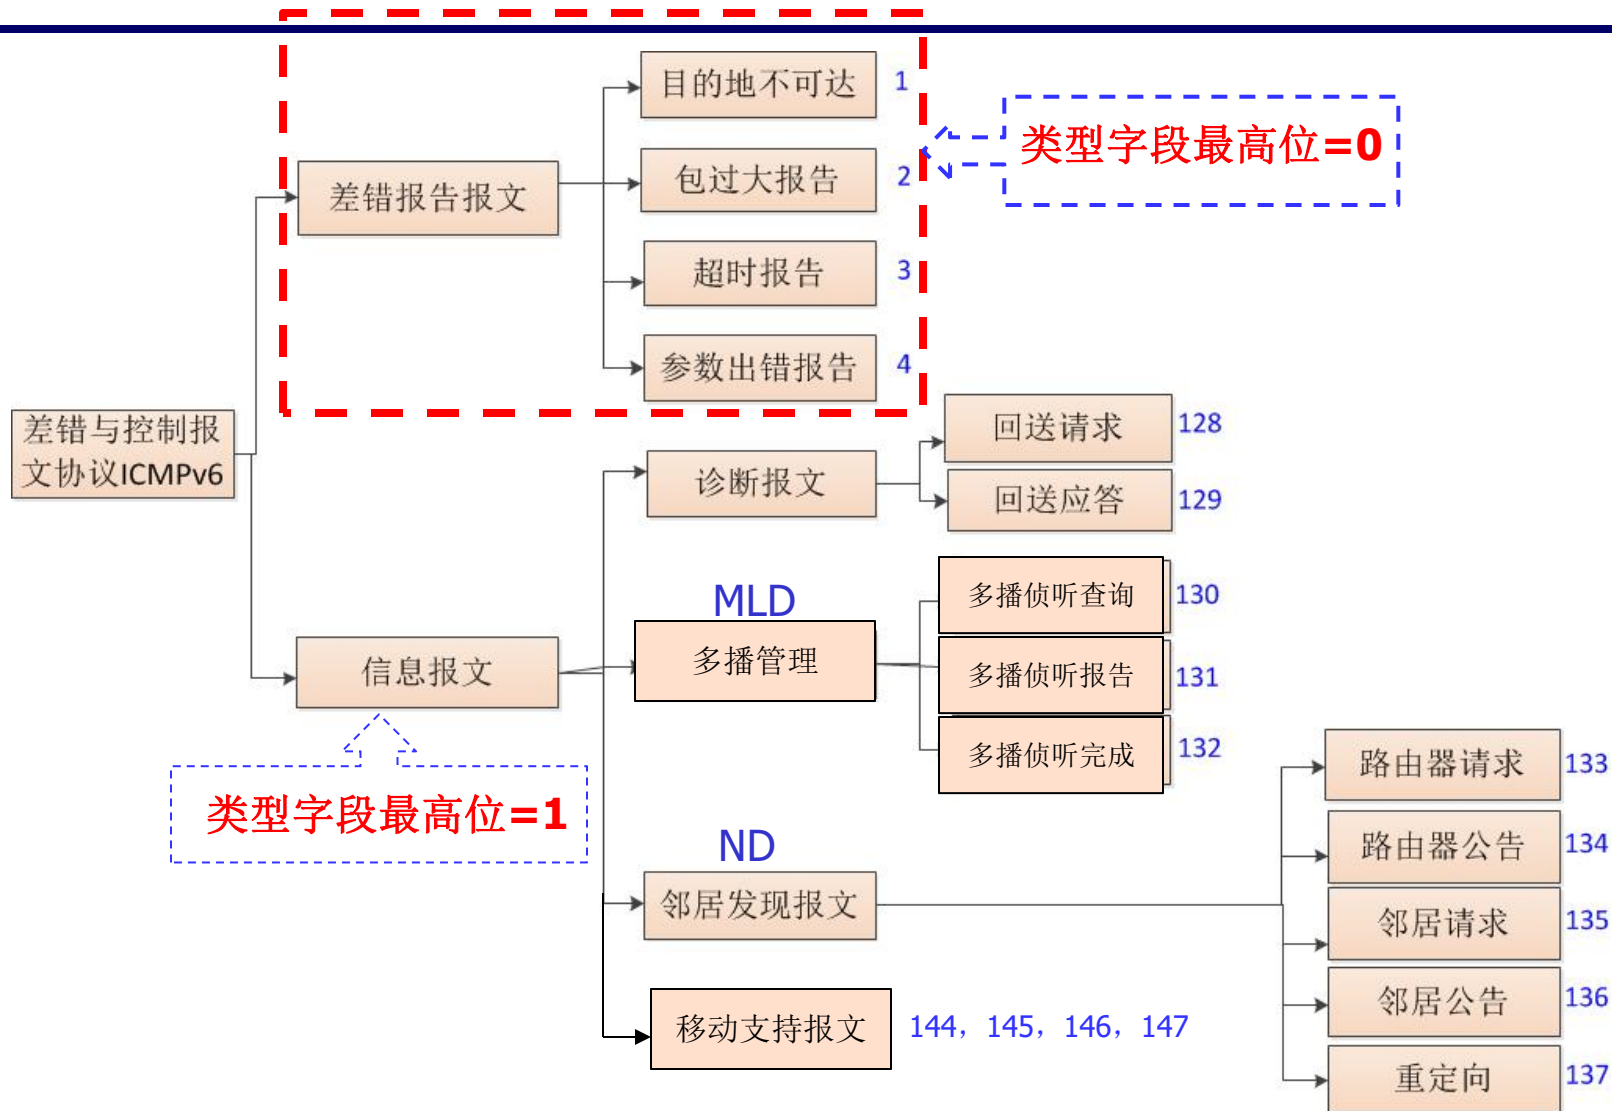 目的地不可达 1
类型字段最高位=0
差错报告报文
包过大报告 2
超时报告 3
参数出错报告 4
差错与控制报
文协议ICMPv6
回送请求 128
诊断报文
回送应答 129
MLD
多播侦听查询 130
多播管理
信息报文
多播侦听报告 131
多播侦听完成 132
类型字段最高位=1
路由器请求 133
ND
路由器公告 134
邻居发现报文
邻居请求 135
邻居公告 136
移动支持报文 144，145，146，147
重定向 137